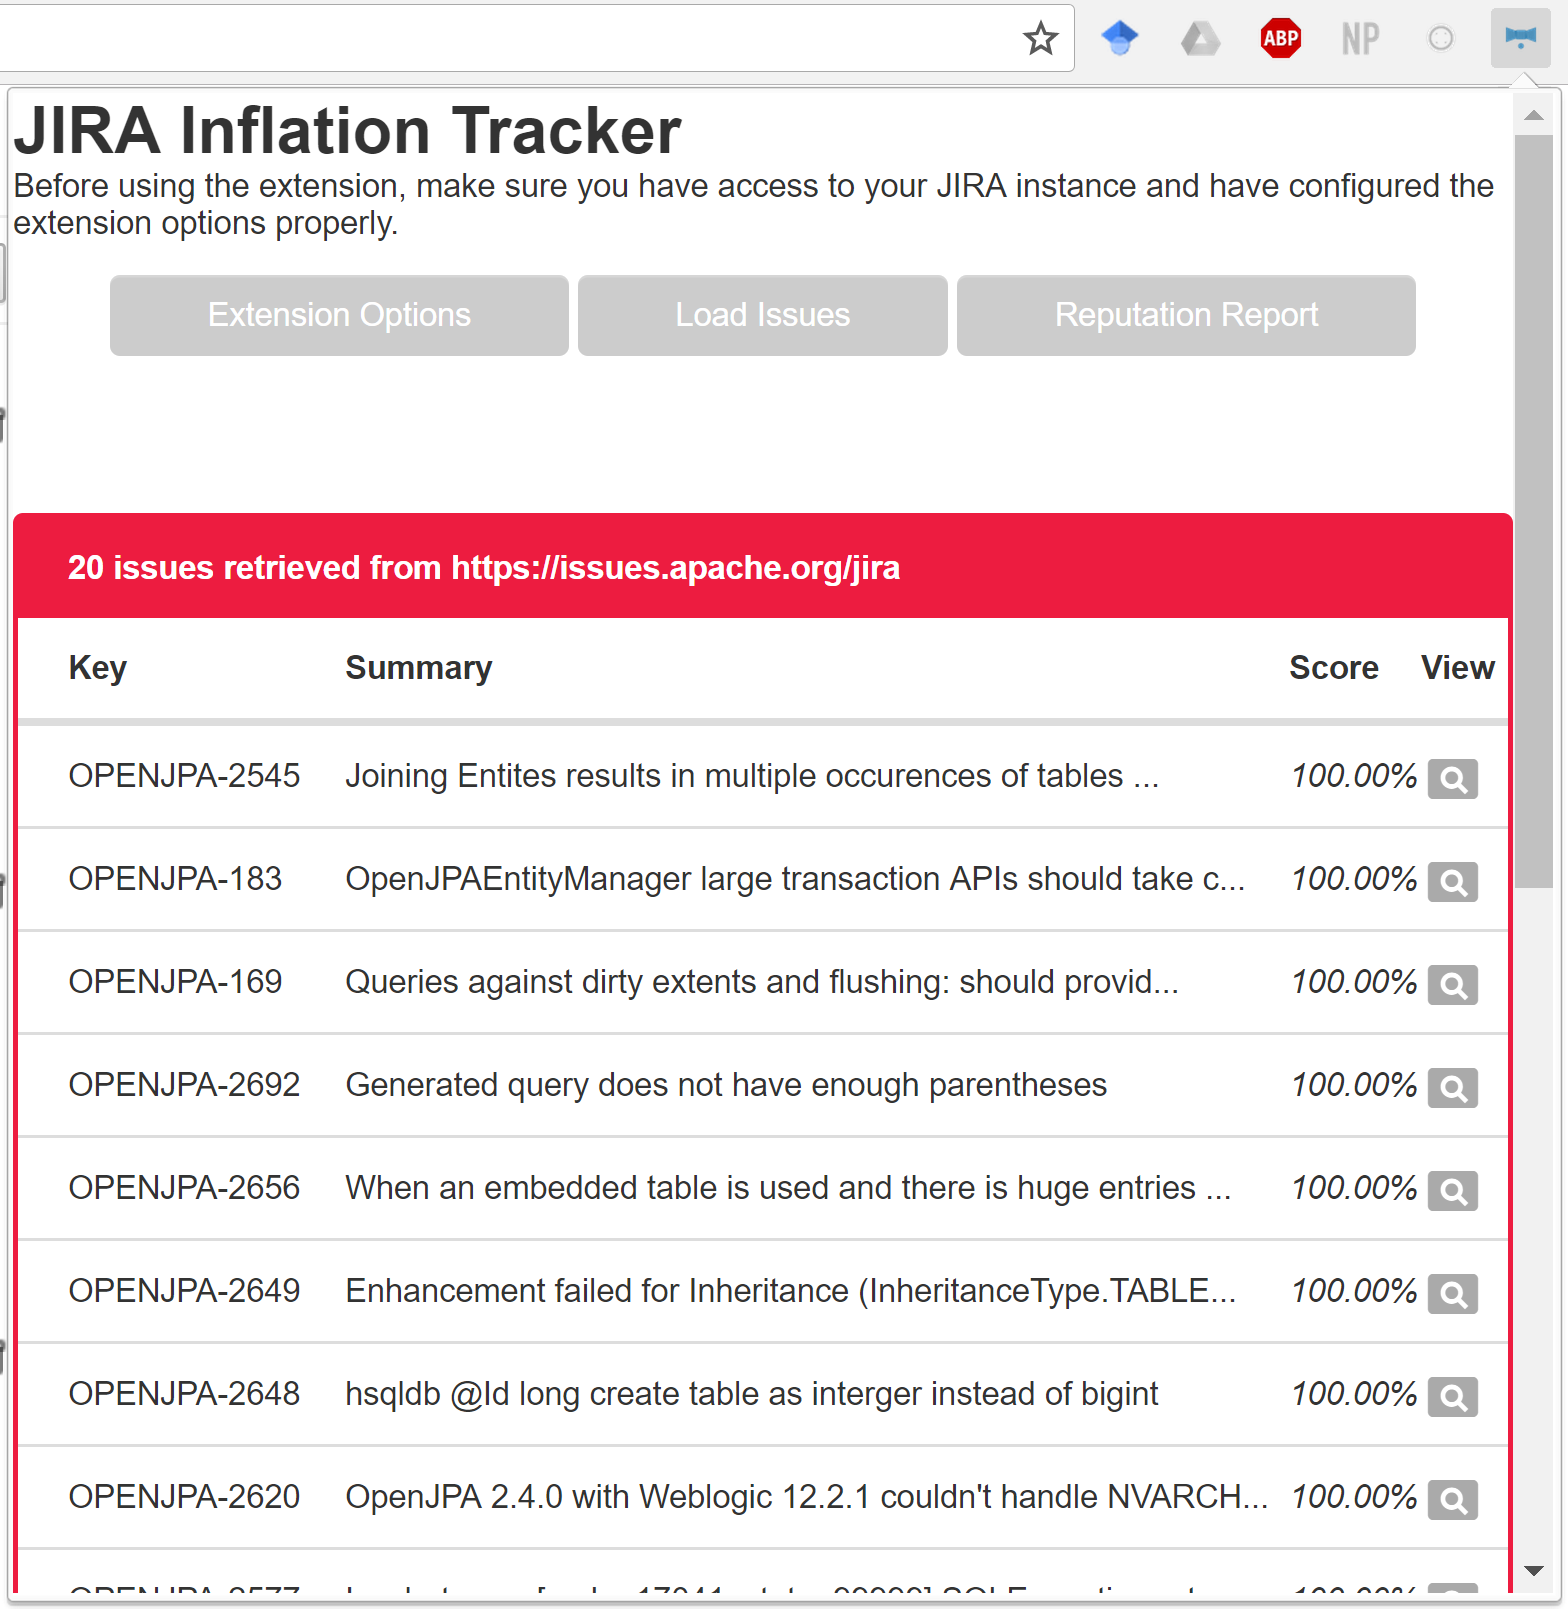 ABP NP
JIRA Inflation Tracker
Before using the extension, make sure you have access to your JIRA instance and have configured the
extension options properly.
Extension Options Load Issues Reputation Report
20 issues retrieved from https://issues.apache.org/jira
Key Summary Score View
OPENJPA-2545 Joining Entites results in multiple occurences of tables ... 100.00%
OPENJPA-183 OpenJPAEntityManager large transaction APIs should take c... 100.00%
OPENJPA-169 Queries against dirty extents and flushing: should provid... 100.00%
OPENJPA-2692 Generated query does not have enough parentheses 100.00%
OPENJPA-2656 When an embedded table is used and there is huge entries ... 100.00%
OPENJPA-2649 Enhancement failed for Inheritance (InheritanceType.TABLE... 100.00%
OPENJPA-2648 hsqldb @Id long create table as interger instead of bigint 100.00%
OPENJPA-2620 OpenJPA 2.4.0 with Weblogic 12.2.1 couldn't handle NVARCH... 100.00%
OPENJPA-2577 100.00%